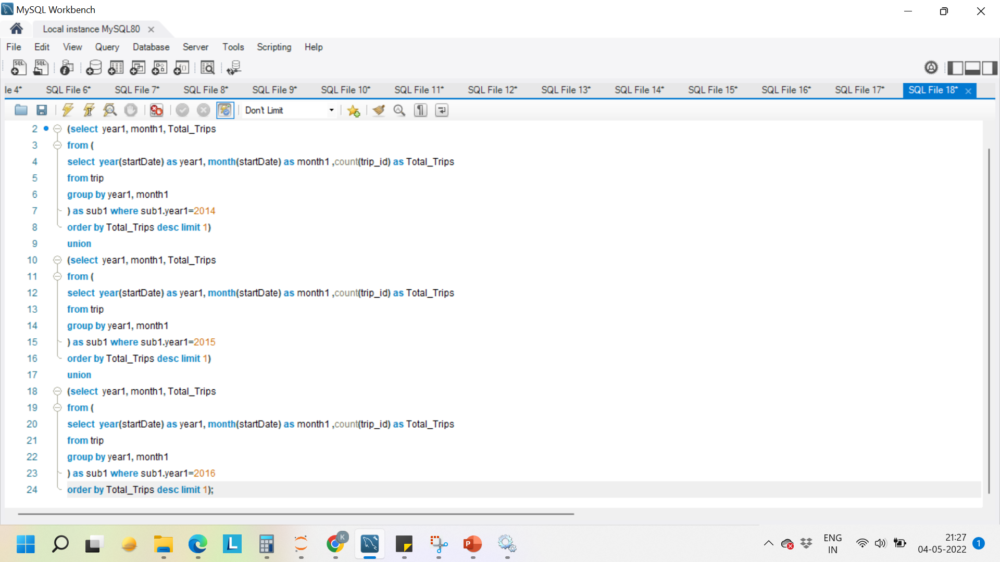 MySQL Workbench
Local instance MySQL80
File Edit View Query Database Server Tools Scripting Help
le 4* SQL File 6* SQL File 7* SQL File 8* SQL File 9* SQL File 10* SQL File 11* SQL File 12* SQL File 13* SQL File 14* SQL File 15* SQL File 16* SQL File 17* SQL File 18*
Don't Limit
2 (select year1, month1, Total_Trips
3 from (
4 select year(startDate) as year1, month(startDate) as month1 ,count(trip_id) as Total_Trips
5 from trip
6 group by year1, month1
7 ) as sub1 where sub1.year1=2014
8 order by Total_Trips desc limit 1)
9 union
10 (select year1, month1, Total_Trips
11 from (
12 select year(startDate) as year1, month(startDate) as month1 ,count(trip_id) as Total_Trips
13 from trip
14 group by year1, month1
15 ) as sub1 where sub1.year1=2015
16 order by Total_Trips desc limit 1)
17 union
18 (select year1, month1, Total_Trips
19 from (
20 select year(startDate) as year1, month(startDate) as month1 ,count(trip_id) as Total_Trips
21 from trip
22 group by year1, month1
23 ) as sub1 where sub1.year1=2016
24 order by Total_Trips desc limit 1);
L K P
ENG 21:27 1
IN 04-05-2022